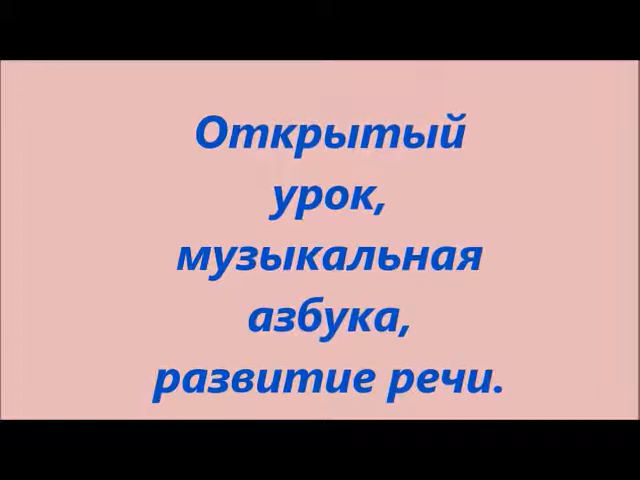 Открытый
урок,
музыкальная
азбука,
развитие речи.